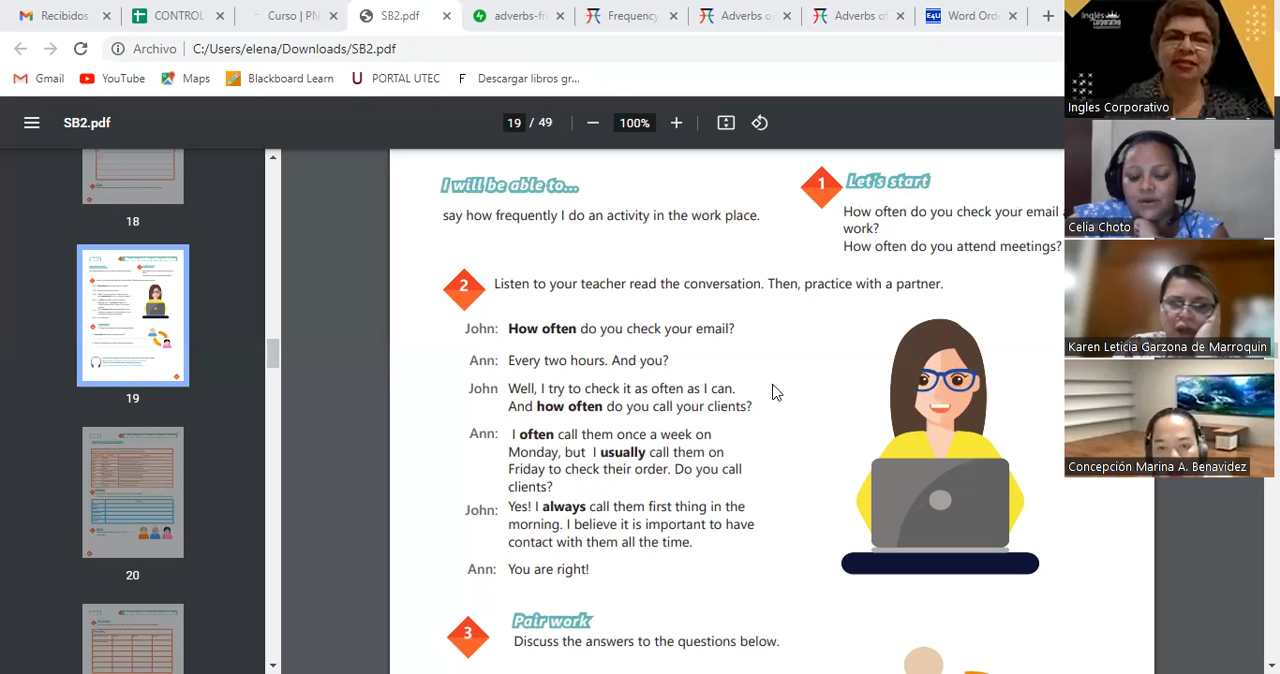 Recibidos
CONTROL
Curso | PN
SB2.pdf
adverbs-fr
Frequency
Adverbs o
Adverbs of
Word Orde
Archivo
C:/Users/elena/Downloads/SB2.pdf
Gmail
YouTube
Maps
Blackboard Learn
PORTAL UTEC
F Descargar libros gr...
SB2.pdf
19 / 49
100%
18
19
20
I will be able to...
say how frequently I do an activity in the work place.
1 Let's start
How often do you check your email
work?
How often do you attend meetings?
2 Listen to your teacher read the conversation. Then, practice with a partner.
John: How often do you check your email?
Ann: Every two hours. And you?
John Well, I try to check it as often as I can.
And how often do you call your clients?
Ann: I often call them once a week on
Monday, but I usually call them on
Friday to check their order. Do you call
clients?
John: Yes! I always call them first thing in the
morning. I believe it is important to have
contact with them all the time.
Ann: You are right!
3 Pair work
Discuss the answers to the questions below.
Inglés
Corporativo
Ingles Corporativo
Celia Choto
Karen Leticia Garzona de Marroquin
Concepción Marina A. Benavidez